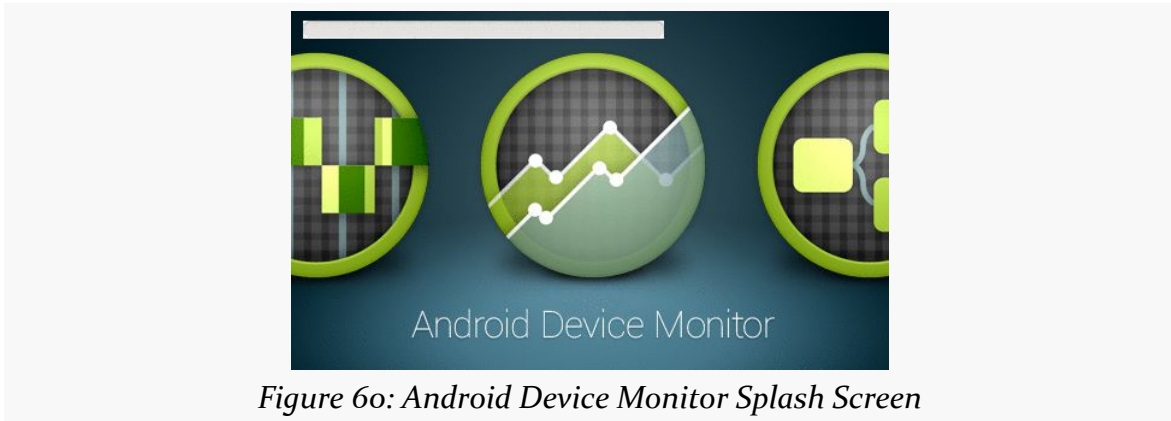 Android Device Monitor
Figure 60: Android Device Monitor Splash Screen